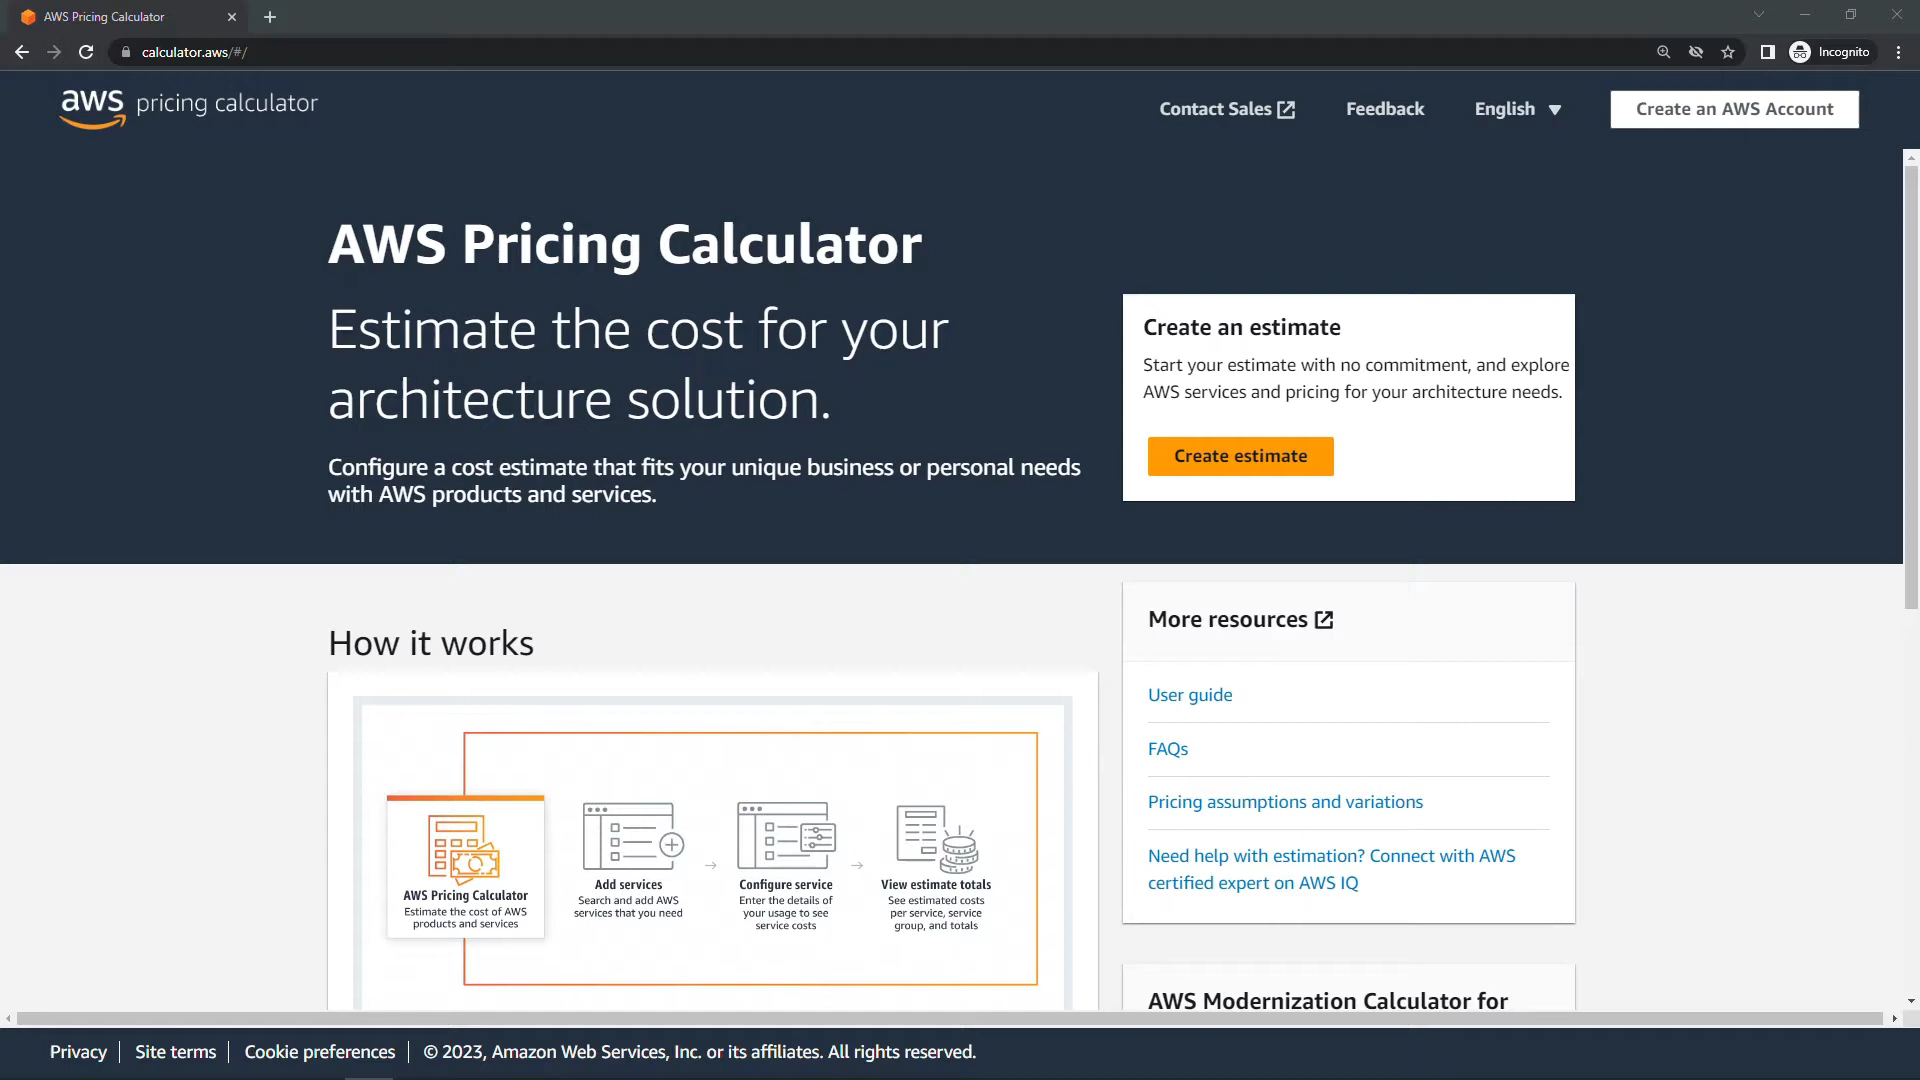 AWS Pricing Calculator
calculator.aws/#/
Incognito
aws pricing calculator
Contact Sales
Feedback
English
Create an AWS Account
AWS Pricing Calculator
Estimate the cost for your
architecture solution.
Configure a cost estimate that fits your unique business or personal needs
with AWS products and services.
Create an estimate
Start your estimate with no commitment, and explore
AWS services and pricing for your architecture needs.
Create estimate
How it works
AWS Pricing Calculator
Estimate the cost of AWS
products and services
Add services
Search and add AWS
services that you need
Configure service
Enter the details of
your usage to see
service costs
View estimate totals
See estimated costs
per service, service
group, and totals
More resources
User guide
FAQs
Pricing assumptions and variations
Need help with estimation? Connect with AWS
certified expert on AWS IQ
AWS Modernization Calculator for
Privacy
Site terms
Cookie preferences
© 2023, Amazon Web Services, Inc. or its affiliates. All rights reserved.